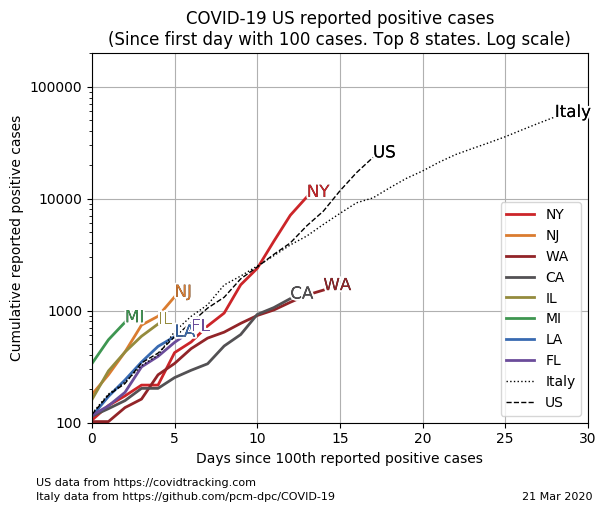 COVID-19 US reported positive cases
(Since first day with 100 cases. Top 8 states. Log scale)
Cumulative reported positive cases
100000
10000
1000
100
Italy
US
NY
WA
CA
NJ
MI
IL
LA
FL
NY
NJ
WA
CA
IL
MI
LA
FL
Italy
US
0 5 10 15 20 25 30
Days since 100th reported positive cases
US data from https://covidtracking.com
Italy data from https://github.com/pcm-dpc/COVID-19
21 Mar 2020